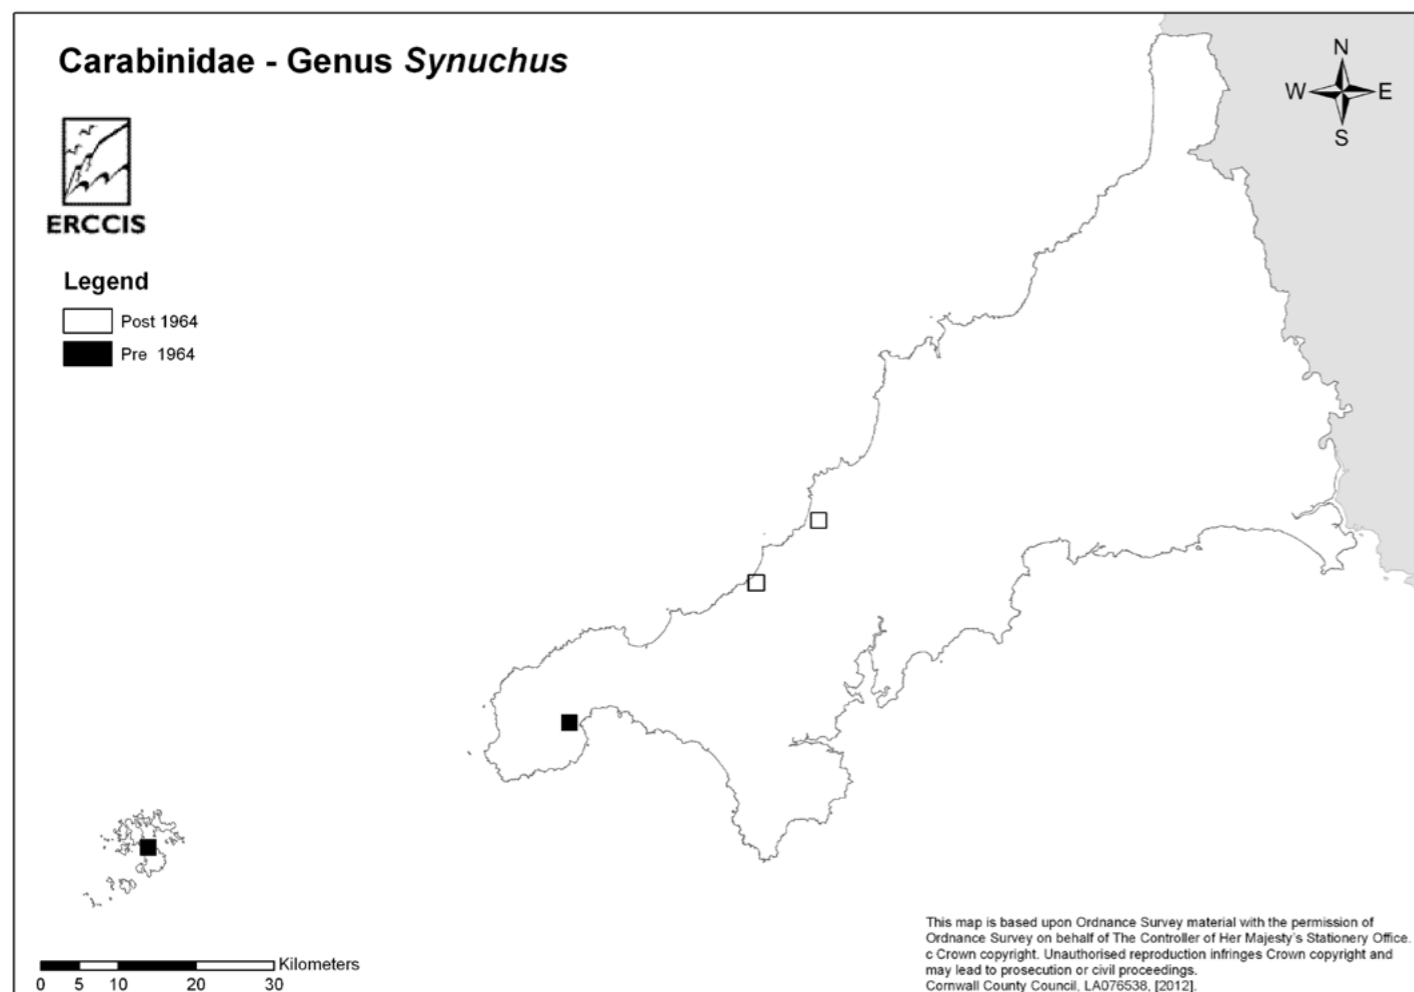 Carabinidae - Genus Synuchus
N
W E
S
ERCCIS
Legend
Post 1964
Pre 1964
Kilometers
0 5 10 20 30
This map is based upon Ordnance Survey material with the permission of
Ordnance Survey on behalf of The Controller of Her Majesty's Stationery Office.
c Crown copyright. Unauthorised reproduction infringes Crown copyright and
may lead to prosecution or civil proceedings.
Cornwall County Council, LA076538, [2012].